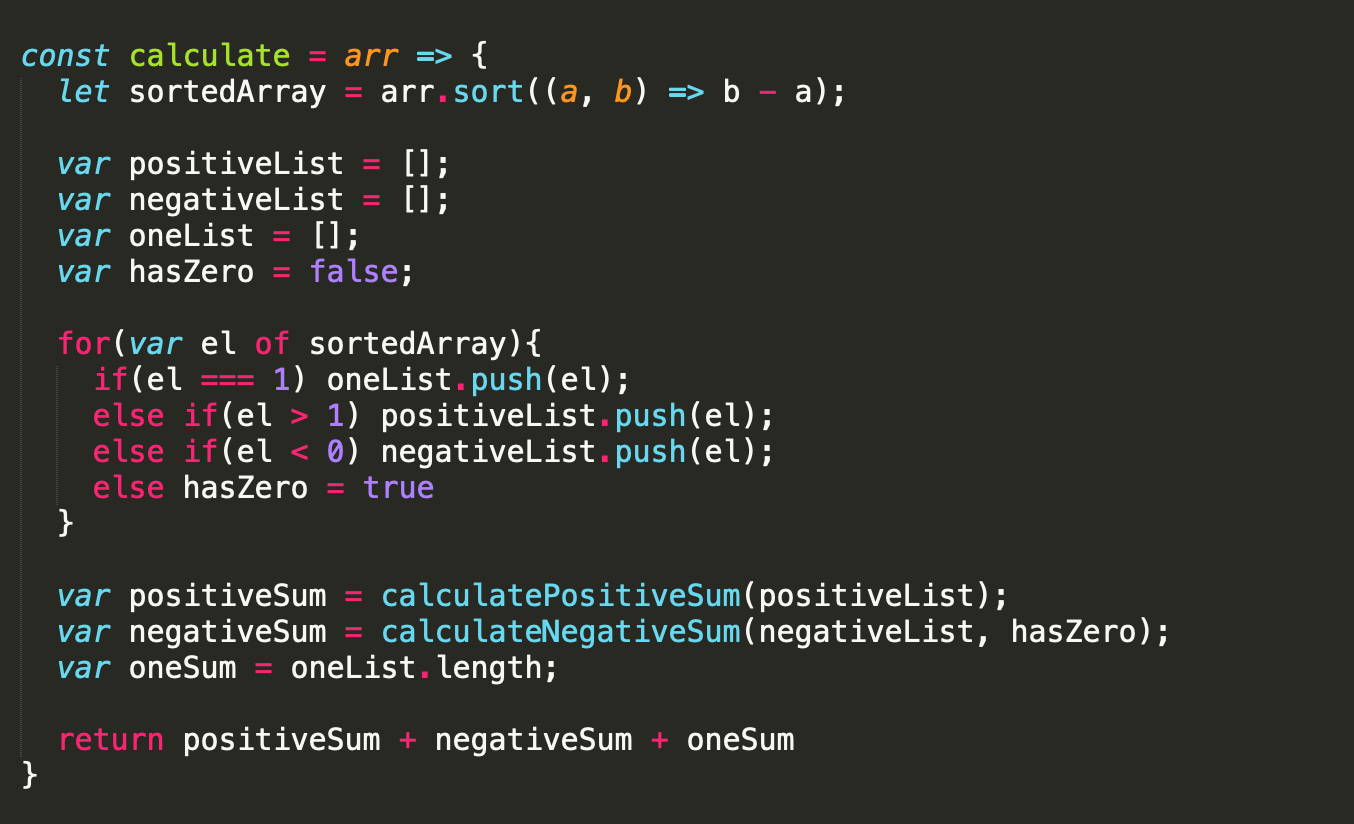 const calculate = arr => {
  let sortedArray = arr.sort((a, b) => b - a);

  var positiveList = [];
  var negativeList = [];
  var oneList = [];
  var hasZero = false;

  for(var el of sortedArray){
    if(el === 1) oneList.push(el);
    else if(el > 1) positiveList.push(el);
    else if(el < 0) negativeList.push(el);
    else hasZero = true
  }

  var positiveSum = calculatePositiveSum(positiveList);
  var negativeSum = calculateNegativeSum(negativeList, hasZero);
  var oneSum = oneList.length;

  return positiveSum + negativeSum + oneSum
}